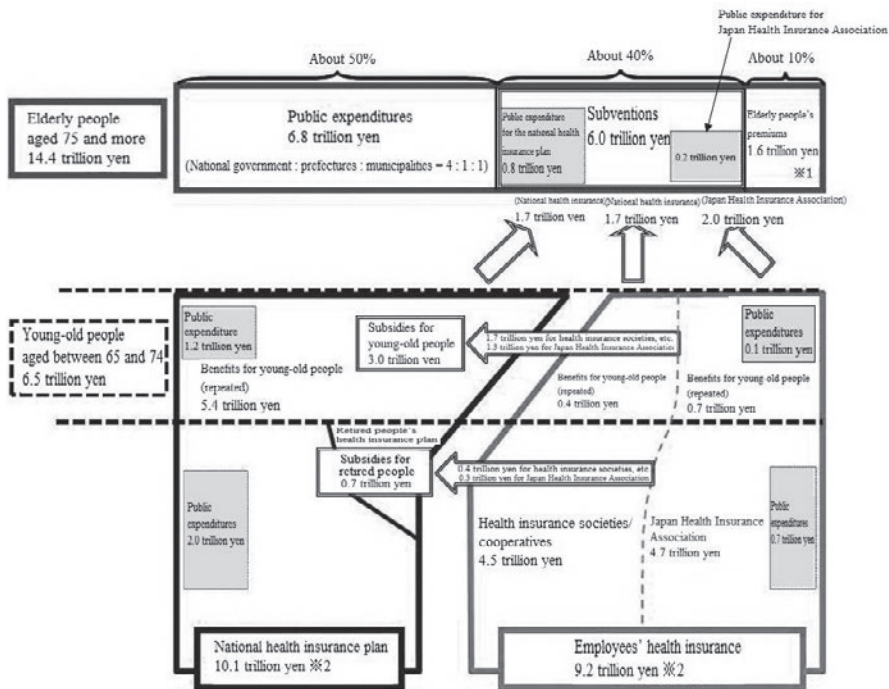 Public expenditure for
Japan Health Insurance Association
About 50%
About 40%
About 10%
Elderly people
aged 75 and more
14.4 trillion yen
Public expenditures
6.8 trillion yen
(National government : prefectures : municipalities = 4 : 1 : 1)
Public expenditure
for the national health
insurance plan
0.8 trillion yen
Subventions
6.0 trillion yen
0.2 trillion yen
Elderly people's
premiums
1.6 trillion yen
※1
(National health insurance)
1.7 trillion yen
(National health insurance)
1.7 trillion yen
(Japan Health Insurance Association)
2.0 trillion yen
Young-old people
aged between 65 and 74
6.5 trillion yen
Public
expenditure
1.2 trillion yen
Subsidies for
young-old people
3.0 trillion yen
1.7 trillion yen for health insurance societies, etc.
1.3 trillion yen for Japan Health Insurance Association
Public
expenditures
0.1 trillion yen
Benefits for young-old people
(repeated)
5.4 trillion yen
Benefits for young-old people
(repeated)
0.4 trillion yen
Benefits for young-old people
(repeated)
0.7 trillion yen
Retired people's
health insurance plan
Subsidies for
retired people
0.7 trillion yen
0.4 trillion yen for health insurance societies, etc
0.3 trillion yen for Japan Health Insurance Association
Public
expenditures
2.0 trillion yen
Health insurance societies/
cooperatives
4.5 trillion yen
Japan Health Insurance
Association
4.7 trillion yen
Public
expenditures
0.7 trillion yen
National health insurance plan
10.1 trillion yen ※2
Employees' health insurance
9.2 trillion yen ※2